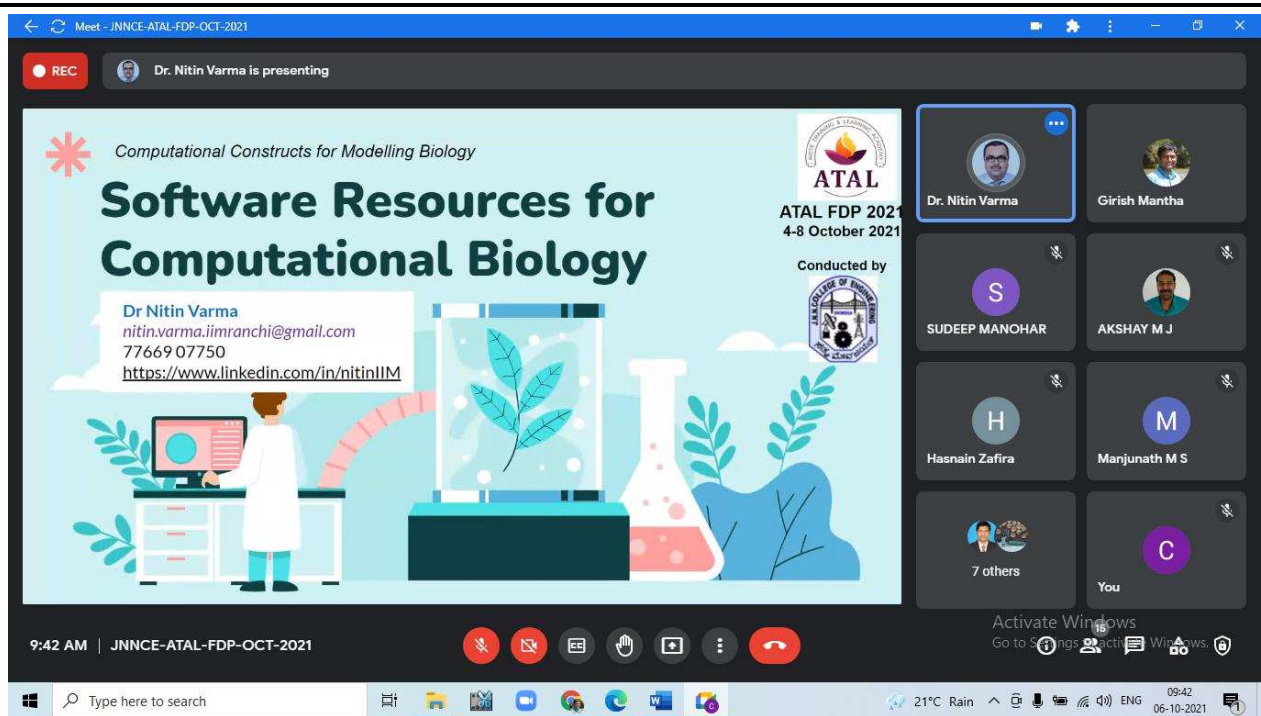 Meet - JNNCE-ATAL-FDP-OCT-2021
REC
Dr. Nitin Varma is presenting
Computational Constructs for Modelling Biology
Software Resources for
Computational Biology
Dr Nitin Varma
nitin.varma.iimranchi@gmail.com
77669 07750
https://www.linkedin.com/in/nitinIIM
ATAL
ATAL FDP 2021
4-8 October 2021
Conducted by
Dr. Nitin Varma
Girish Mantha
S
SUDEEP MANOHAR
AKSHAY M J
H
Hasnain Zafira
M
Manjunath M S
7 others
C
You
Activate Windows
Go to Settings to activate Windows.
16
9:42 AM | JNNCE-ATAL-FDP-OCT-2021
CC
Type here to search
W
21°C Rain
ENG
09:42
06-10-2021
1